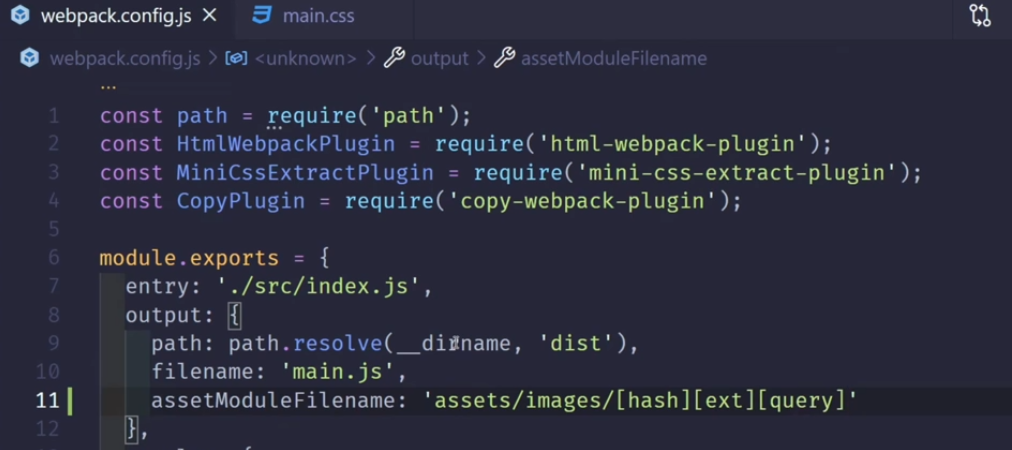 webpack.config.js ×
main.css
webpack.config.js > <unknown> > output > assetModuleFilename
...
1 const path = require('path');
2 const HtmlWebpackPlugin = require('html-webpack-plugin');
3 const MiniCssExtractPlugin = require('mini-css-extract-plugin');
4 const CopyPlugin = require('copy-webpack-plugin');
5
6 module.exports = {
7 entry: './src/index.js',
8 output: {
9 path: path.resolve(__dirname, 'dist'),
10 filename: 'main.js',
11 assetModuleFilename: 'assets/images/[hash][ext][query]'
12 },